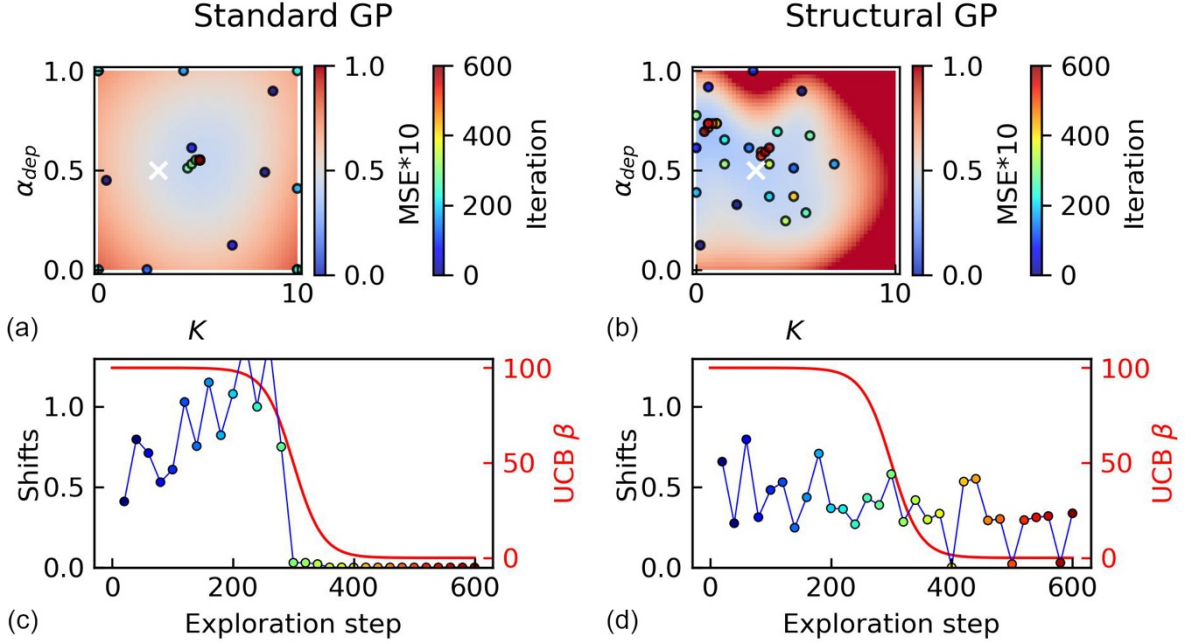 Standard GP
Structural GP
1.0
0.5
0.0
α_dep
0
10
K
1.0
0.5
0.0
MSE*10
600
400
200
0
Iteration
(a)
1.0
0.5
0.0
α_dep
0
10
K
1.0
0.5
0.0
MSE*10
600
400
200
0
Iteration
(b)
1.0
0.5
0.0
Shifts
100
50
0
UCB β
0
200
400
600
Exploration step
(c)
1.0
0.5
0.0
Shifts
100
50
0
UCB β
0
200
400
600
Exploration step
(d)